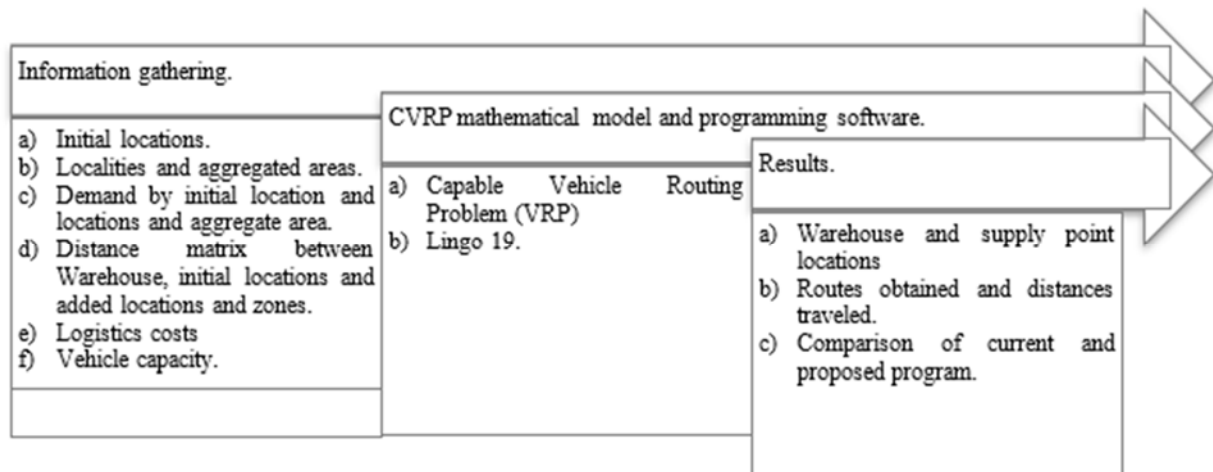 Information gathering.
a) Initial locations.
b) Localities and aggregated areas.
c) Demand by initial location and
locations and aggregate area.
d) Distance matrix between
Warehouse, initial locations and
added locations and zones.
e) Logistics costs
f) Vehicle capacity.
CVRP mathematical model and programming software.
a) Capable Vehicle Routing
Problem (VRP)
b) Lingo 19.
Results.
a) Warehouse and supply point
locations
b) Routes obtained and distances
traveled.
c) Comparison of current and
proposed program.